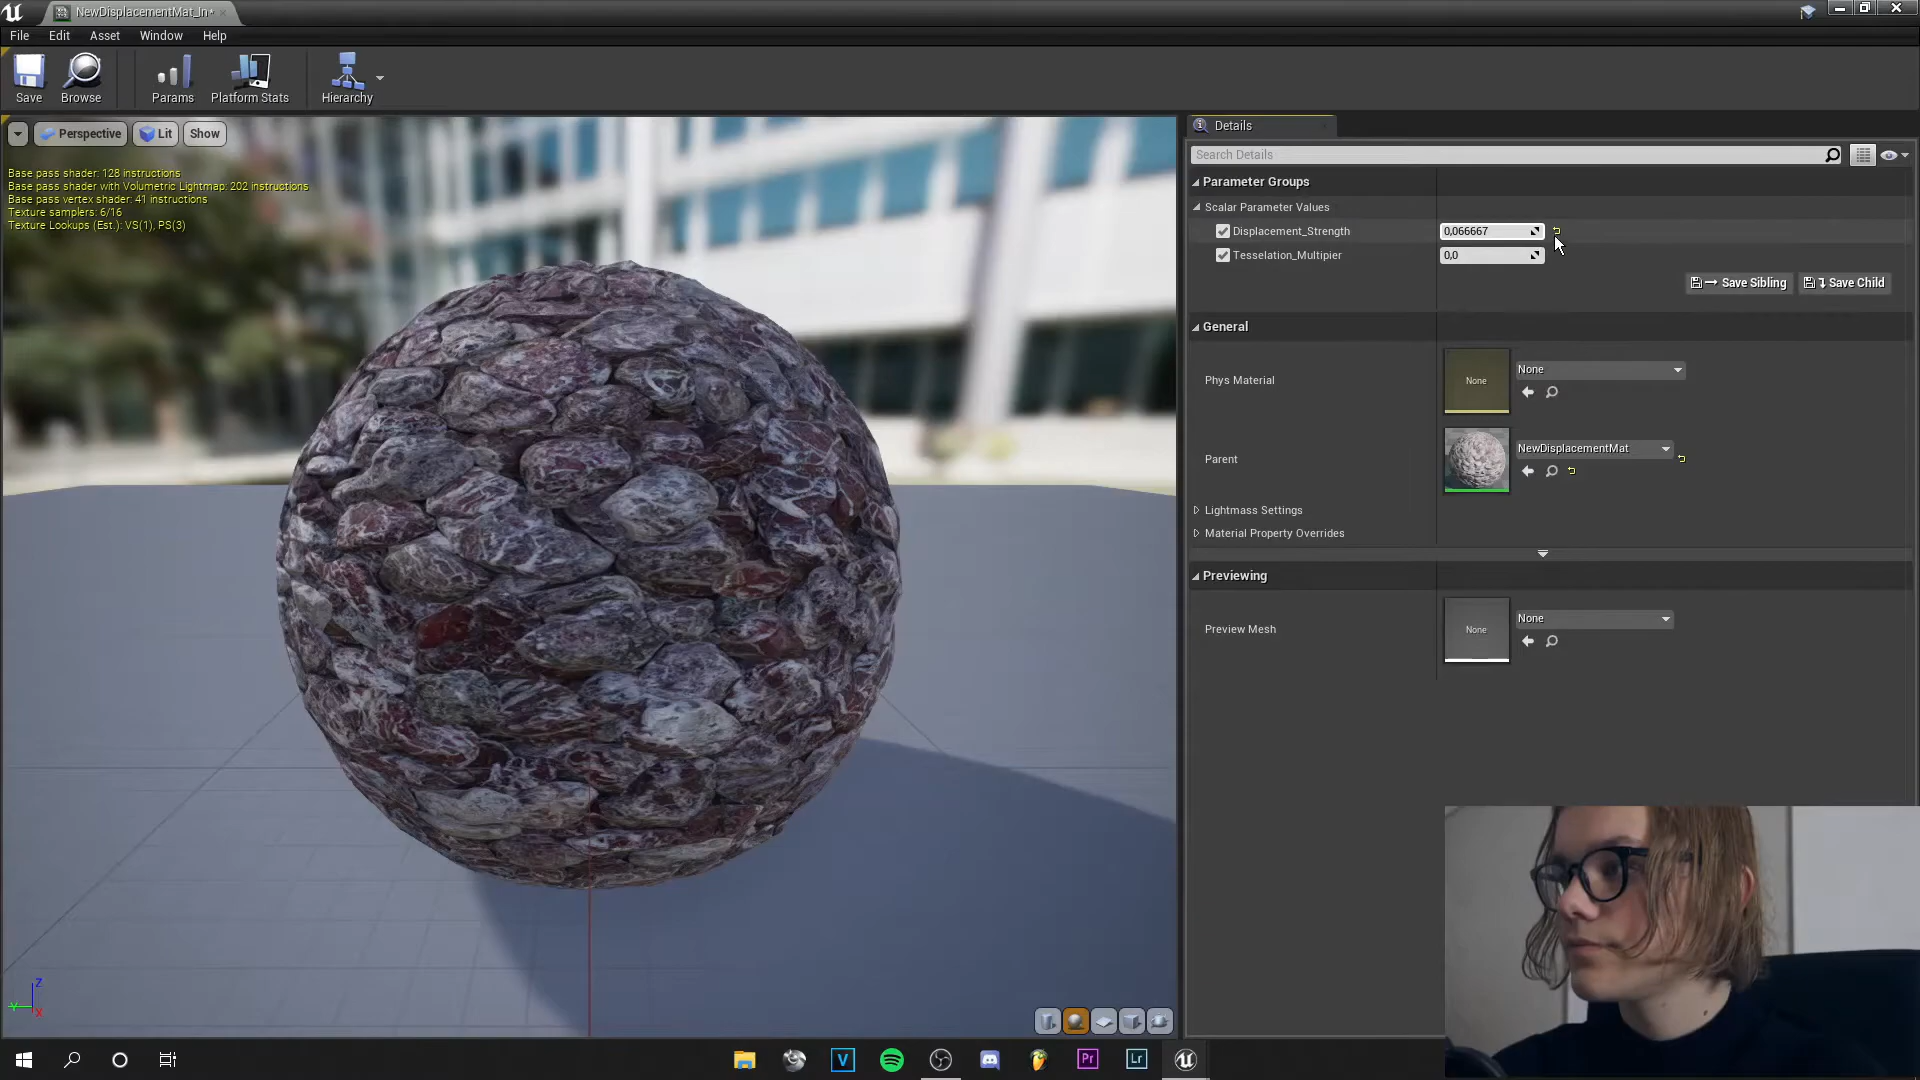 NewDisplacementMat_In*
File Edit Asset Window Help
Save Browse Params Platform Stats Hierarchy
Perspective Lit Show
Base pass shader: 128 instructions
Base pass shader with Volumetric Lightmap: 202 instructions
Base pass vertex shader: 41 instructions
Texture samplers: 6/16
Texture Lookups (Est.): VS(1), PS(3)
Z
Y
X
Details
Search Details
Parameter Groups
Scalar Parameter Values
Displacement_Strength 0,066667
Tesselation_Multipier 0,0
Save Sibling Save Child
General
Phys Material None None
Parent NewDisplacementMat
Lightmass Settings
Material Property Overrides
Previewing
Preview Mesh None None
V Pr Lr